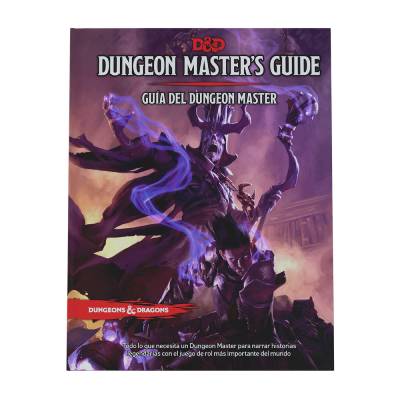 D&D
DUNGEON MASTER'S GUIDE
GUÍA DEL DUNGEON MASTER
DUNGEONS & DRAGONS
Todo lo que necesita un Dungeon Master para narrar historias
legendarias con el juego de rol más importante del mundo